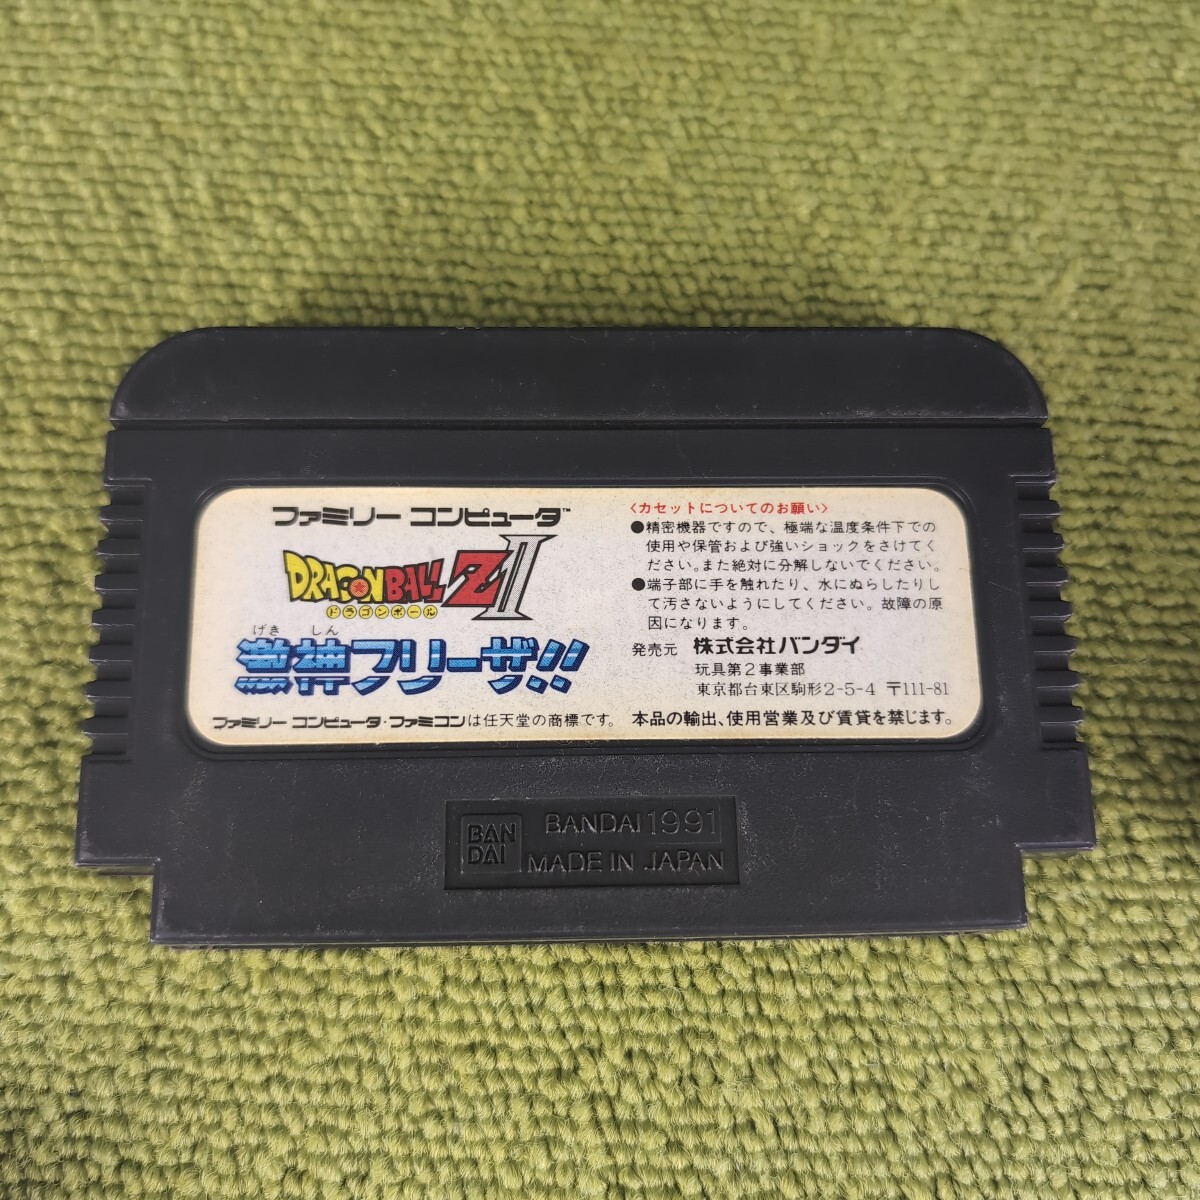 ファミリー コンピュータ™
DRAGON BALL Z II
ドラゴンボール
げき しん
激神フリーザ!!
ファミリー コンピュータ・ファミコンは任天堂の商標です。
〈カセットについてのお願い〉
●精密機器ですので、極端な温度条件下での
使用や保管および強いショックをさけてく
ださい。また絶対に分解しないでください。
●端子部に手を触れたり、水にぬらしたりし
て汚さないようにしてください。故障の原
因になります。
発売元 株式会社バンダイ
玩具第2事業部
東京都台東区駒形2-5-4 〒111-81
本品の輸出、使用営業及び賃貸を禁じます。
BAN
DAI
BANDAI 1991
MADE IN JAPAN